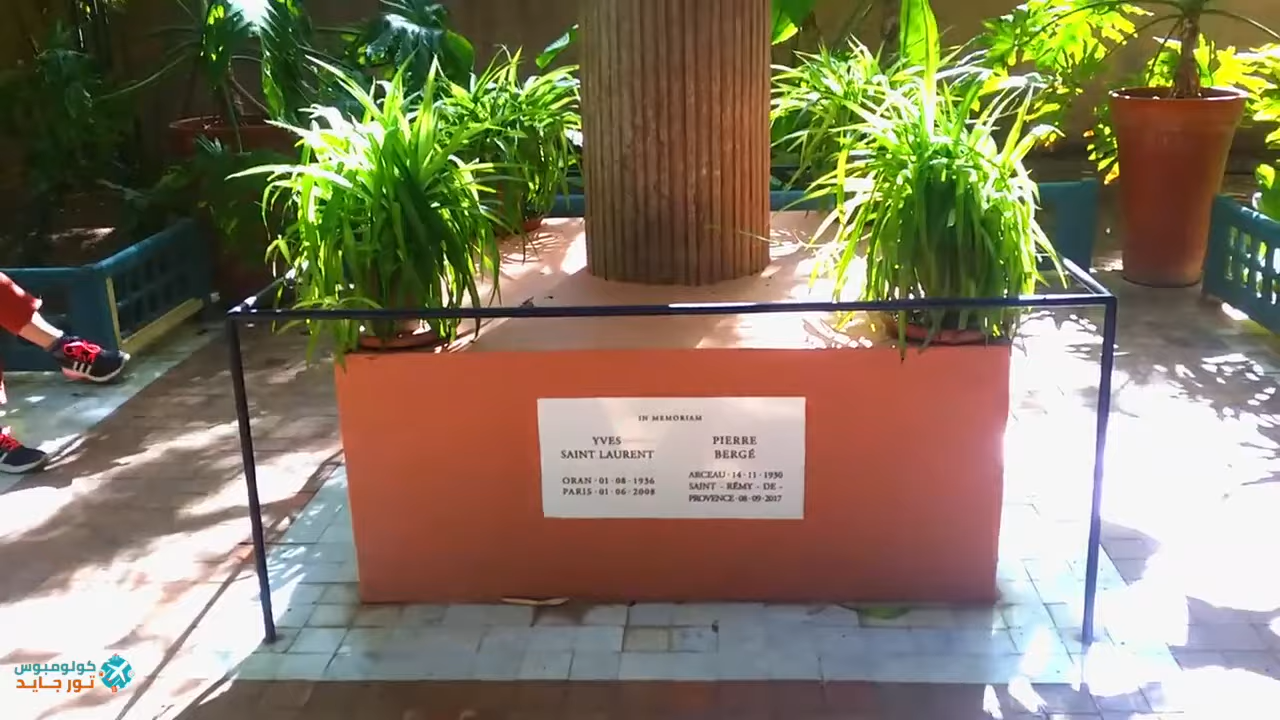 IN MEMORIAM
YVES
SAINT LAURENT
ORAN · 01 · 08 · 1936
PARIS · 01 · 06 · 2008
PIERRE
BERGÉ
ARCEAU · 14 · 11 · 1930
SAINT - RÉMY - DE -
PROVENCE · 08 · 09 · 2017
كولومبوس
تور جايد